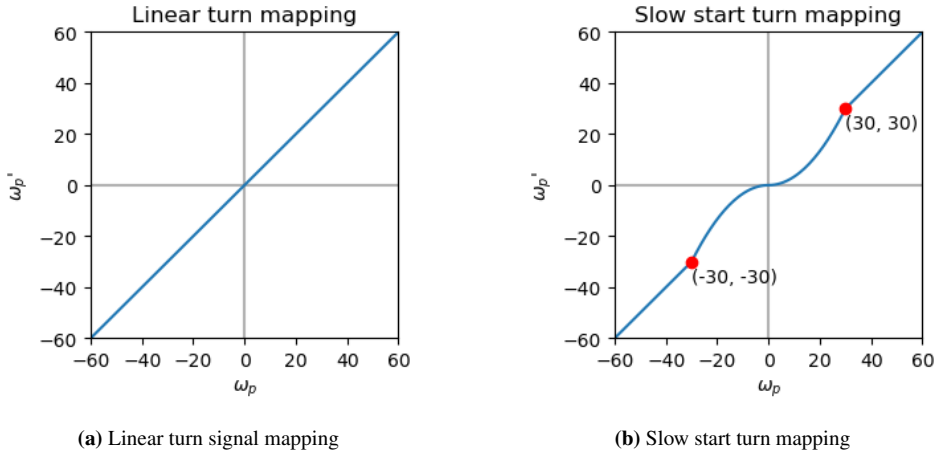 Linear turn mapping
60
40
20
0
−20
−40
−60
−60 −40 −20 0 20 40 60
ωp'
ωp
(a) Linear turn signal mapping
Slow start turn mapping
60
40
20
0
−20
−40
−60
−60 −40 −20 0 20 40 60
ωp'
ωp
(30, 30)
(-30, -30)
(b) Slow start turn mapping